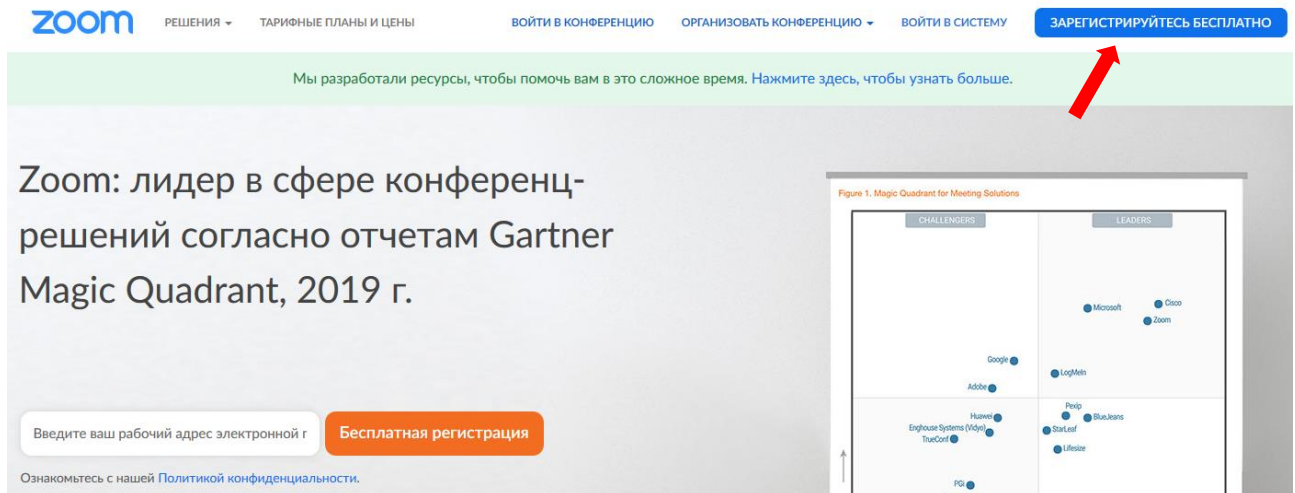 zoom РЕШЕНИЯ ТАРИФНЫЕ ПЛАНЫ И ЦЕНЫ ВОЙТИ В КОНФЕРЕНЦИЮ ОРГАНИЗОВАТЬ КОНФЕРЕНЦИЮ ВОЙТИ В СИСТЕМУ ЗАРЕГИСТРИРУЙТЕСЬ БЕСПЛАТНО
Мы разработали ресурсы, чтобы помочь вам в это сложное время. Нажмите здесь, чтобы узнать больше.
Zoom: лидер в сфере конференц-
решений согласно отчетам Gartner
Magic Quadrant, 2019 г.
Введите ваш рабочий адрес электронной г
Бесплатная регистрация
Ознакомьтесь с нашей Политикой конфиденциальности.
Figure 1. Magic Quadrant for Meeting Solutions
CHALLENGERS LEADERS
Microsoft Cisco
Zoom
Google
LogMeIn
Adobe
Pexip
Huawei BlueJeans
Enghouse Systems (Vidyo) StarLeaf
TrueConf
Lifesize
PGi